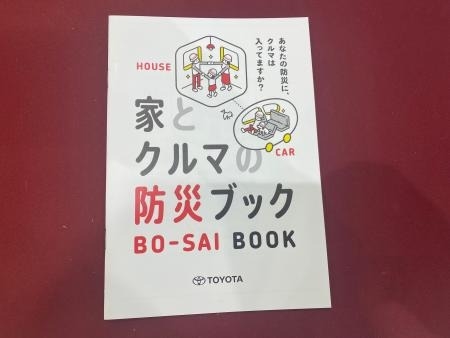 あなたの防災に、
クルマは
入ってますか？
HOUSE
CAR
家と
クルマの
防災ブック
BO-SAI BOOK
TOYOTA